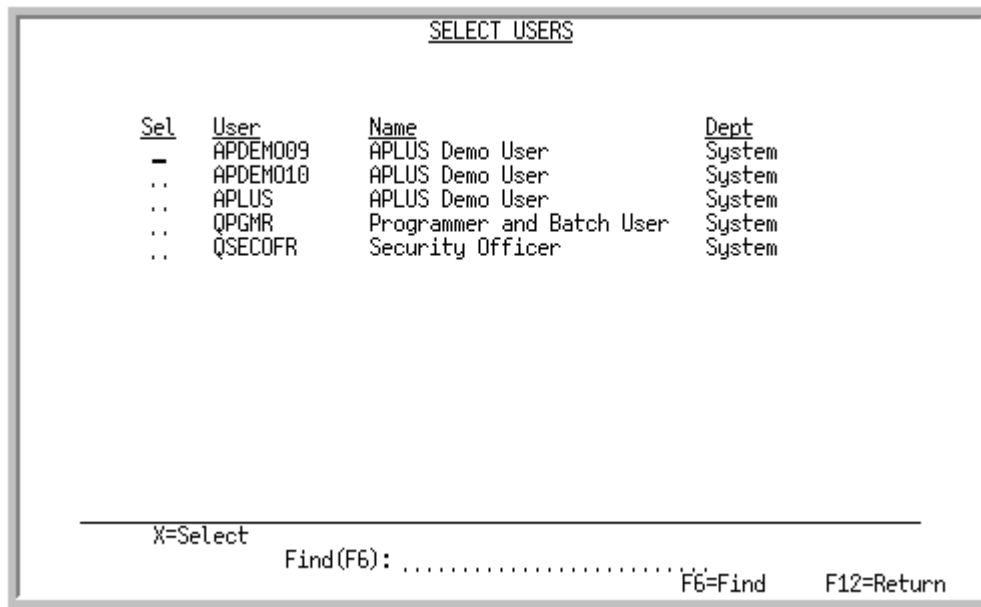 SELECT USERS
Sel User Name Dept
APDEMO09 APLUS Demo User System
.. APDEMO10 APLUS Demo User System
.. APLUS APLUS Demo User System
.. QPGMR Programmer and Batch User System
.. QSECOFR Security Officer System
X=Select
Find(F6): ..........................
F6=Find F12=Return